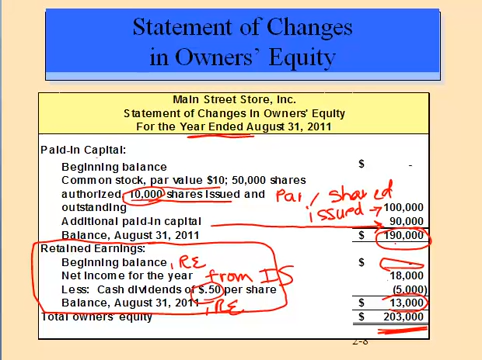 Statement of Changes
in Owners' Equity
Main Street Store, Inc.
Statement of Changes in Owners' Equity
For the Year Ended August 31, 2011
Paid-In Capital:
Beginning balance $ -
Common stock, par value $10; 50,000 shares
authorized 10,000 shares issued and Par / shared
outstanding issued → 100,000
Additional paid-in capital 90,000
Balance, August 31, 2011 $ 190,000
Retained Earnings:
Beginning balance , RE $
Net Income for the year from IS 18,000
Less: Cash dividends of $.50 per share (5,000)
Balance, August 31, 2011 , RE $ 13,000
Total owners' equity $ 203,000
2-8